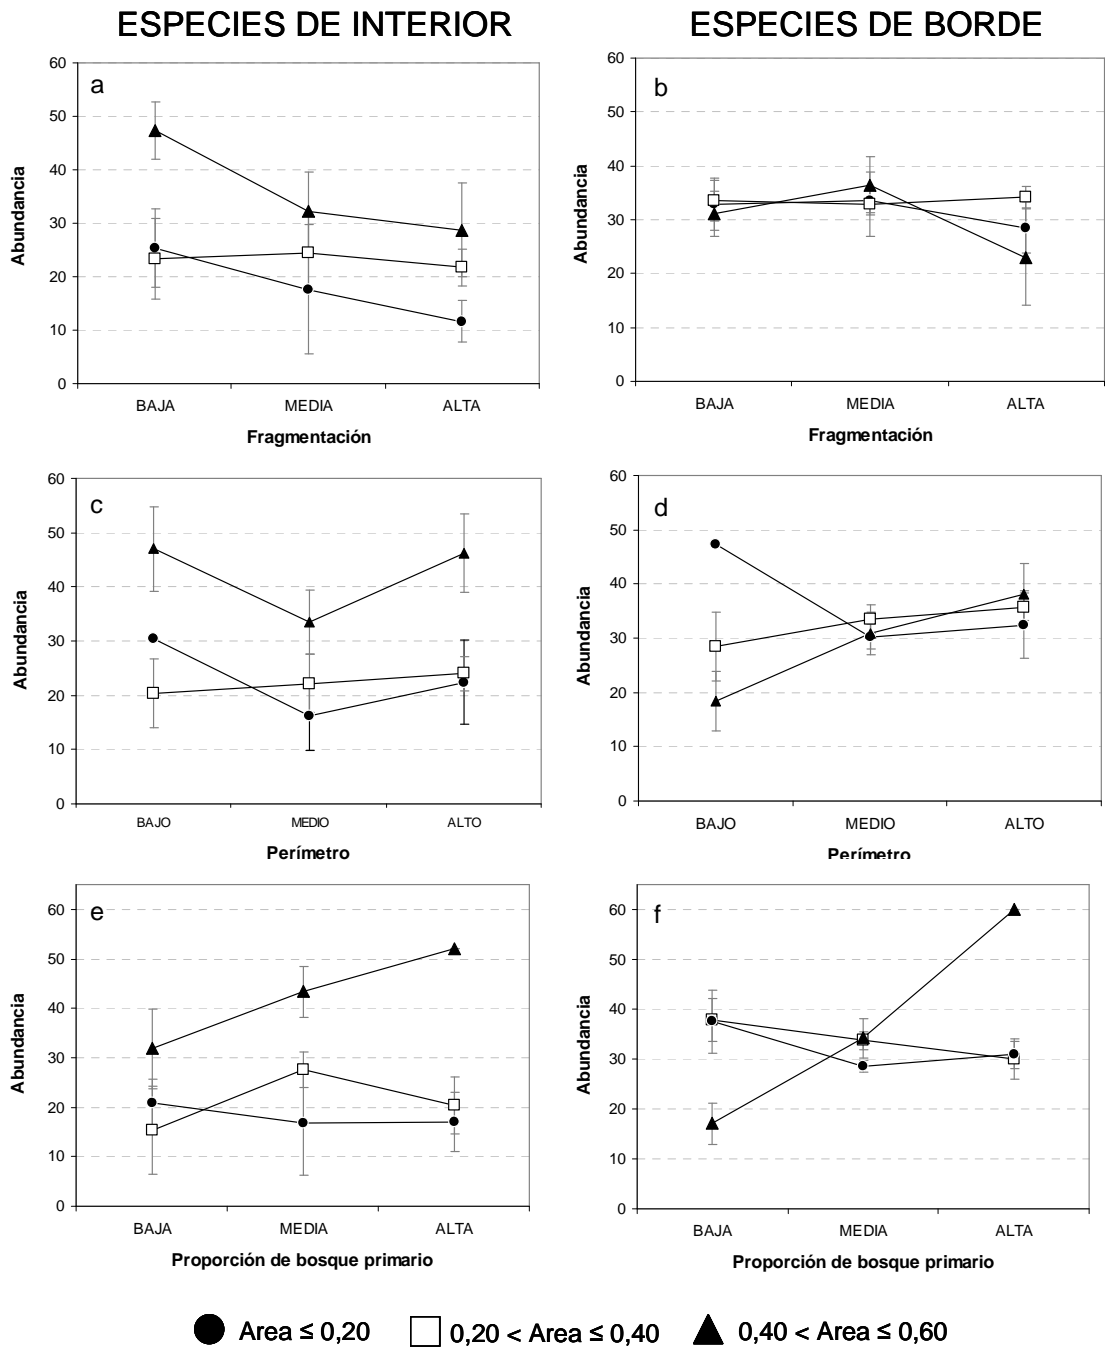 ESPECIES DE INTERIOR
ESPECIES DE BORDE
a
60
50
40
30
20
10
0
Abundancia
BAJA MEDIA ALTA
Fragmentación
b
60
50
40
30
20
10
0
Abundancia
BAJA MEDIA ALTA
Fragmentación
c
60
50
40
30
20
10
0
Abundancia
BAJO MEDIO ALTO
Perímetro
d
60
50
40
30
20
10
0
Abundancia
BAJO MEDIO ALTO
Perímetro
e
60
50
40
30
20
10
0
Abundancia
BAJA MEDIA ALTA
Proporción de bosque primario
f
60
50
40
30
20
10
0
Abundancia
BAJA MEDIA ALTA
Proporción de bosque primario
Area ≤ 0,20 0,20 < Area ≤ 0,40 0,40 < Area ≤ 0,60